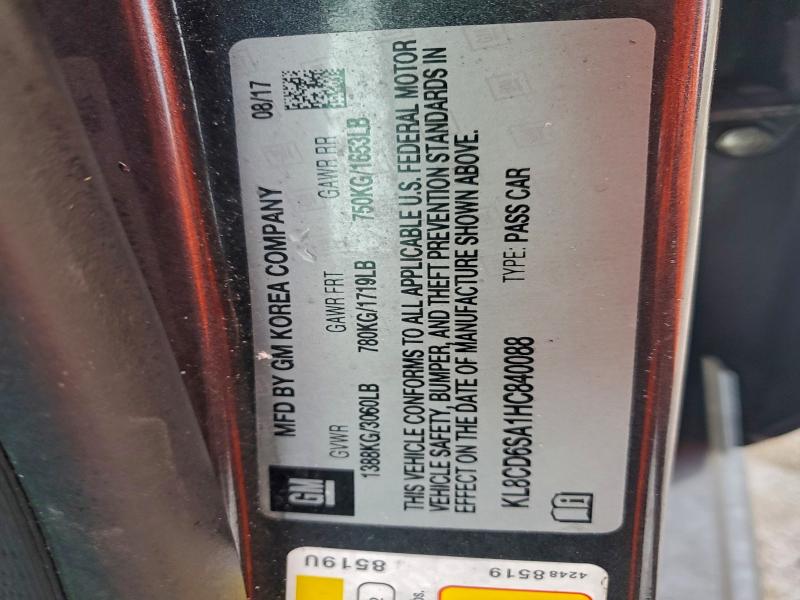 GM
MFD BY GM KOREA COMPANY 08/17
GVWR GAWR FRT GAWR RR
1388KG/3060LB 780KG/1719LB 750KG/1653LB
THIS VEHICLE CONFORMS TO ALL APPLICABLE U.S. FEDERAL MOTOR
VEHICLE SAFETY, BUMPER, AND THEFT PREVENTION STANDARDS IN
EFFECT ON THE DATE OF MANUFACTURE SHOWN ABOVE.
KL8CD6SA1HC840088 TYPE: PASS CAR
8519U
42488519